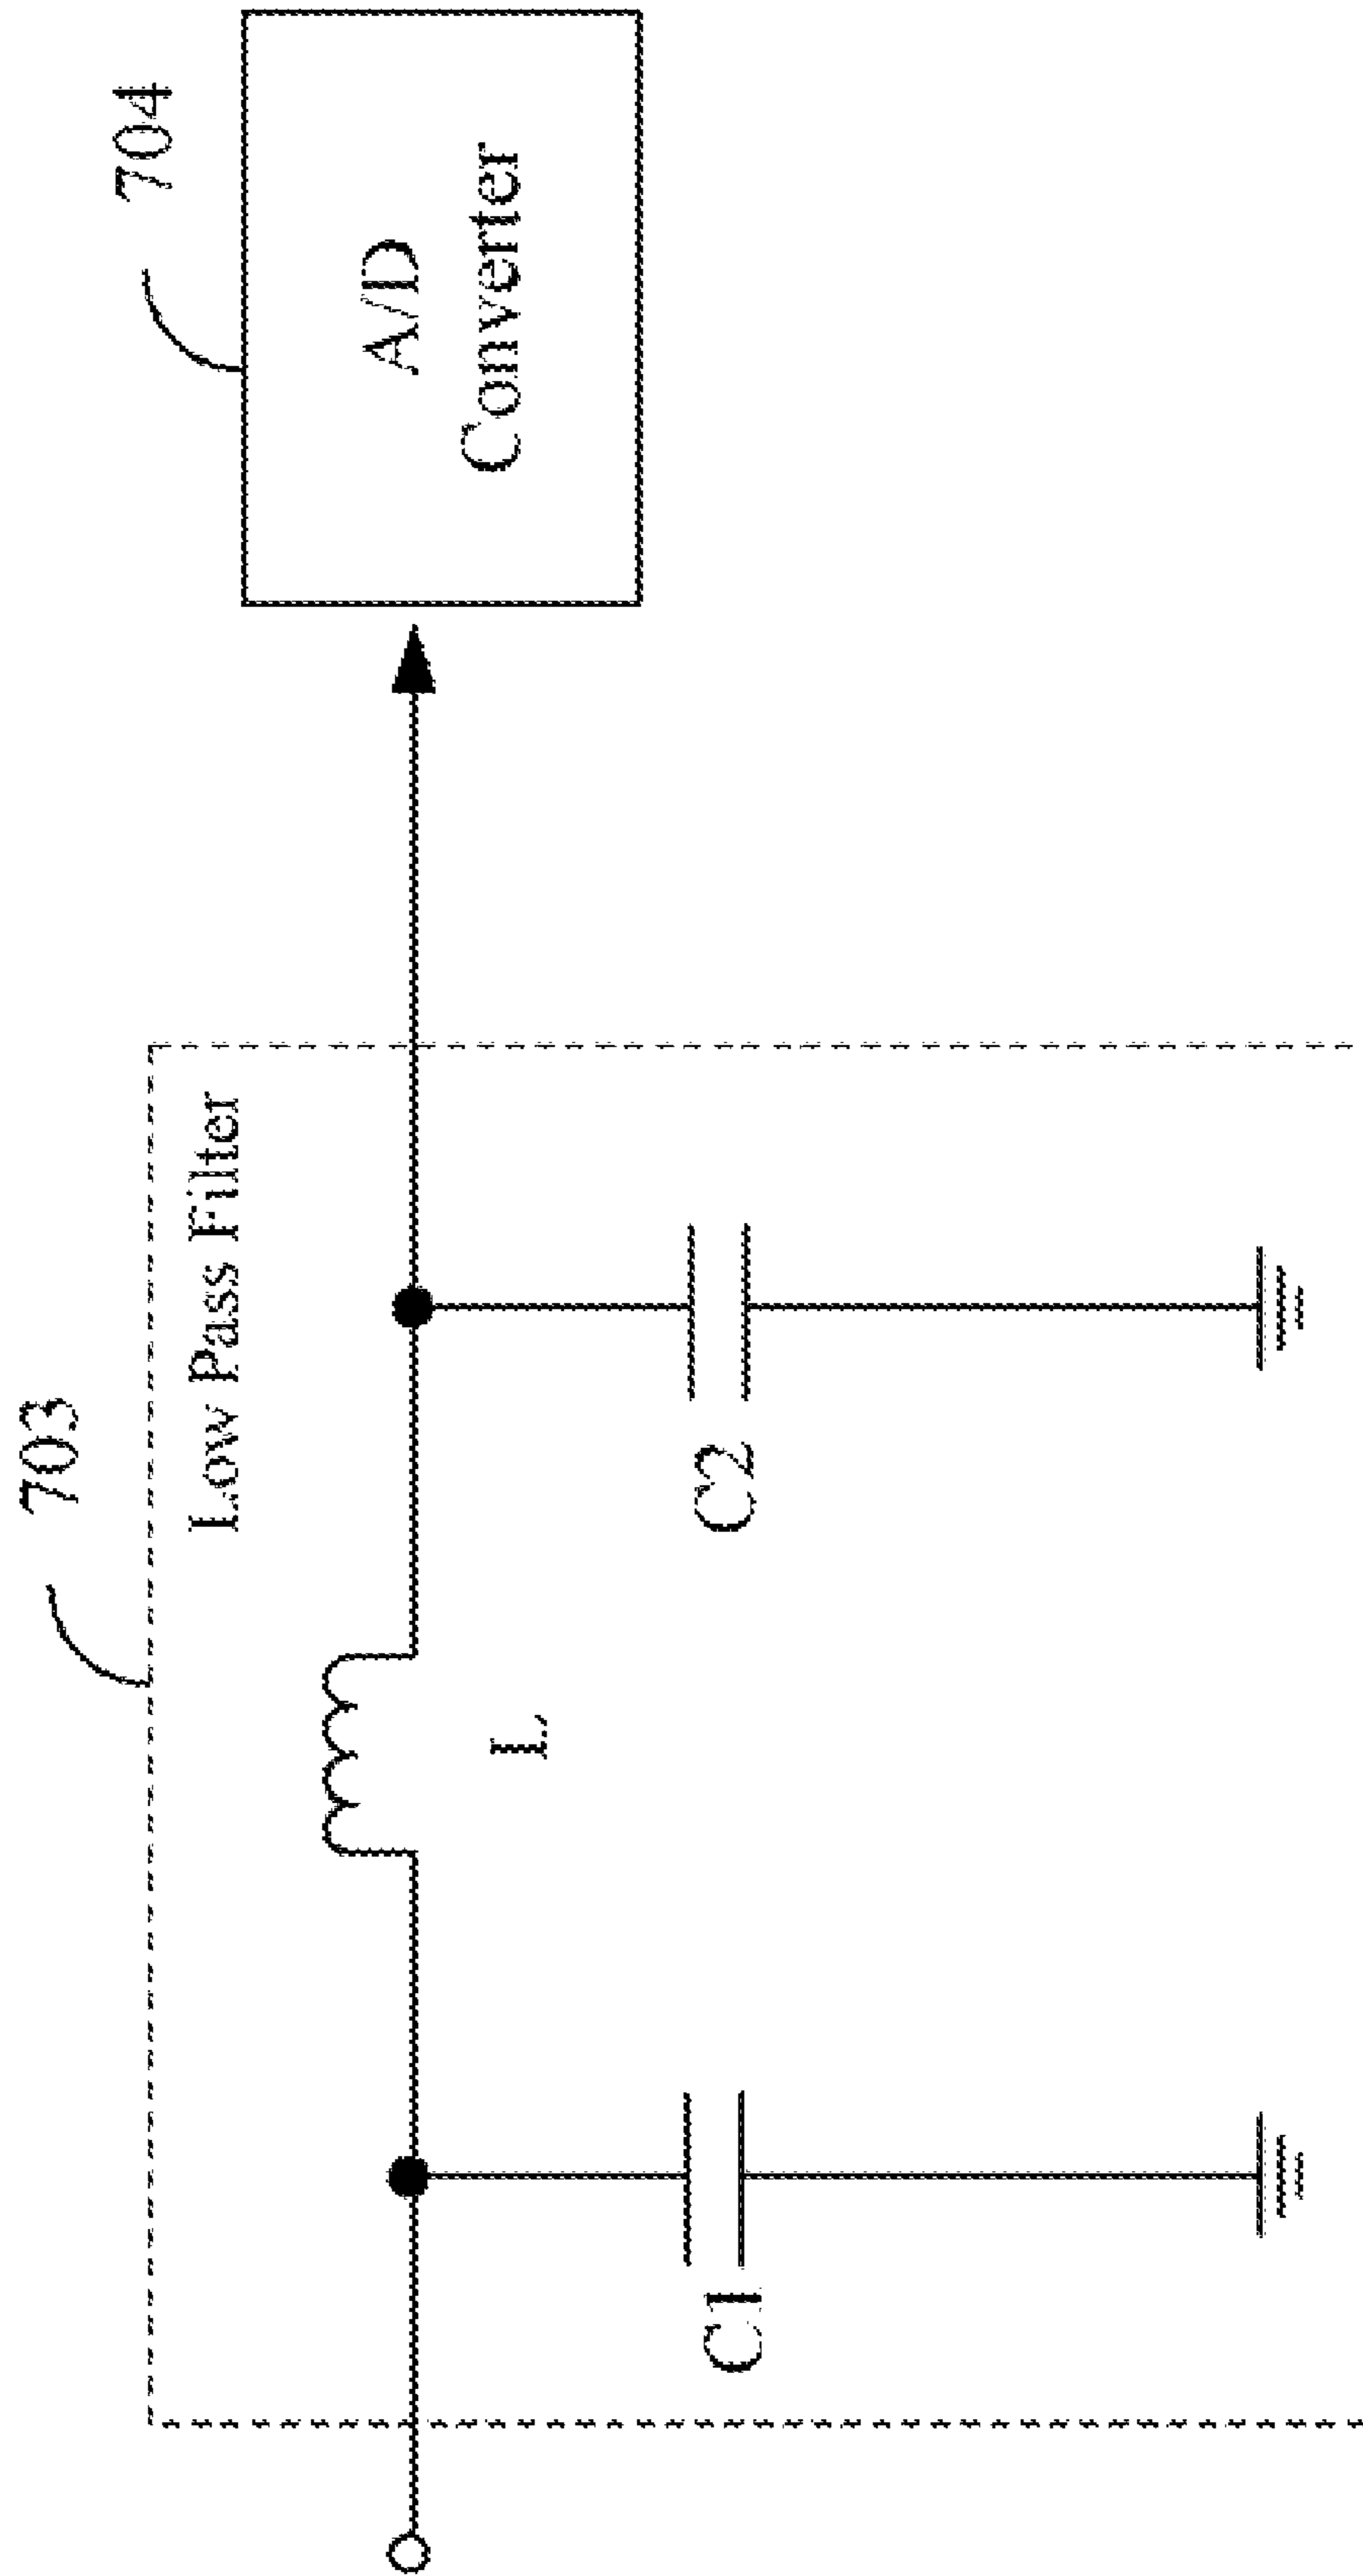 703
Low Pass Filter
L
C1
C2
704
A/D
Converter